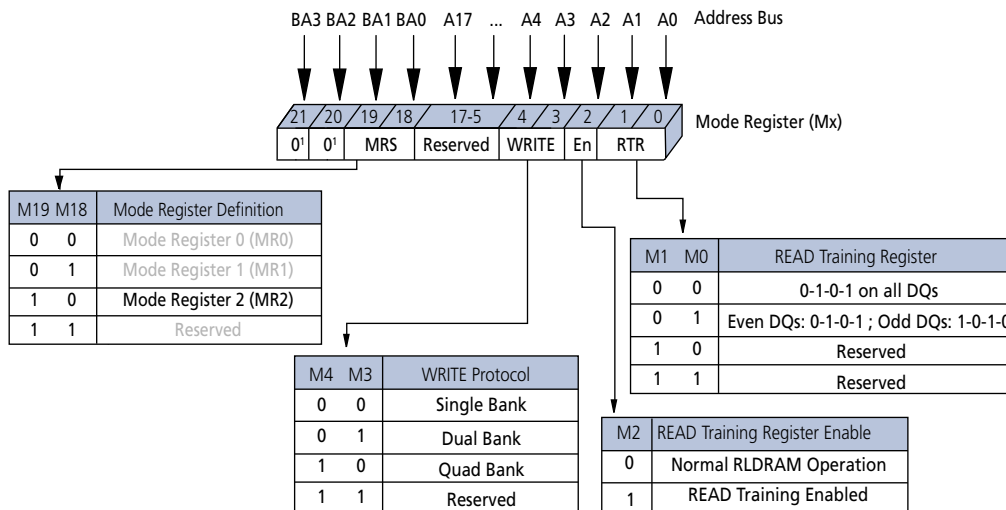 BA3 BA2 BA1 BA0 A17 ... A4 A3 A2 A1 A0 Address Bus
21 20 19 18 17-5 4 3 2 1 0 Mode Register (Mx)
0¹ 0¹ MRS Reserved WRITE En RTR
M19 M18 Mode Register Definition
0 0 Mode Register 0 (MR0)
0 1 Mode Register 1 (MR1)
1 0 Mode Register 2 (MR2)
1 1 Reserved
M1 M0 READ Training Register
0 0 0-1-0-1 on all DQs
0 1 Even DQs: 0-1-0-1 ; Odd DQs: 1-0-1-0
1 0 Reserved
1 1 Reserved
M4 M3 WRITE Protocol
0 0 Single Bank
0 1 Dual Bank
1 0 Quad Bank
1 1 Reserved
M2 READ Training Register Enable
0 Normal RLDRAM Operation
1 READ Training Enabled